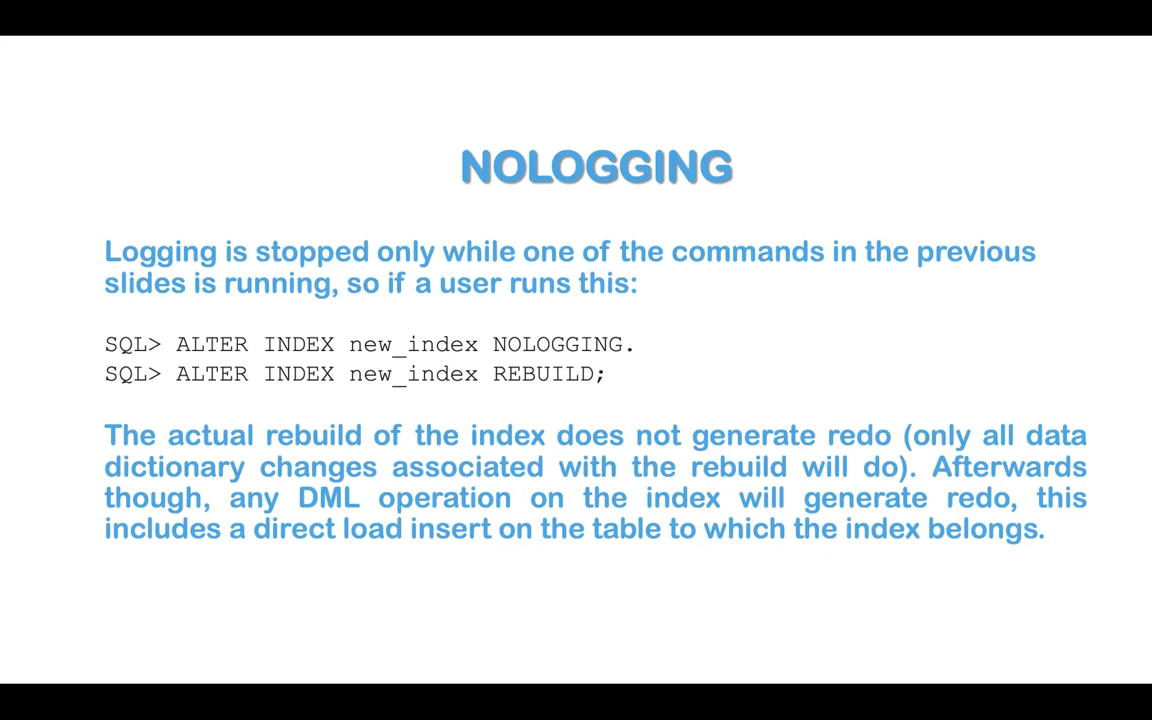 NOLOGGING
Logging is stopped only while one of the commands in the previous
slides is running, so if a user runs this:
SQL> ALTER INDEX new_index NOLOGGING.
SQL> ALTER INDEX new_index REBUILD;
The actual rebuild of the index does not generate redo (only all data
dictionary changes associated with the rebuild will do). Afterwards
though, any DML operation on the index will generate redo, this
includes a direct load insert on the table to which the index belongs.